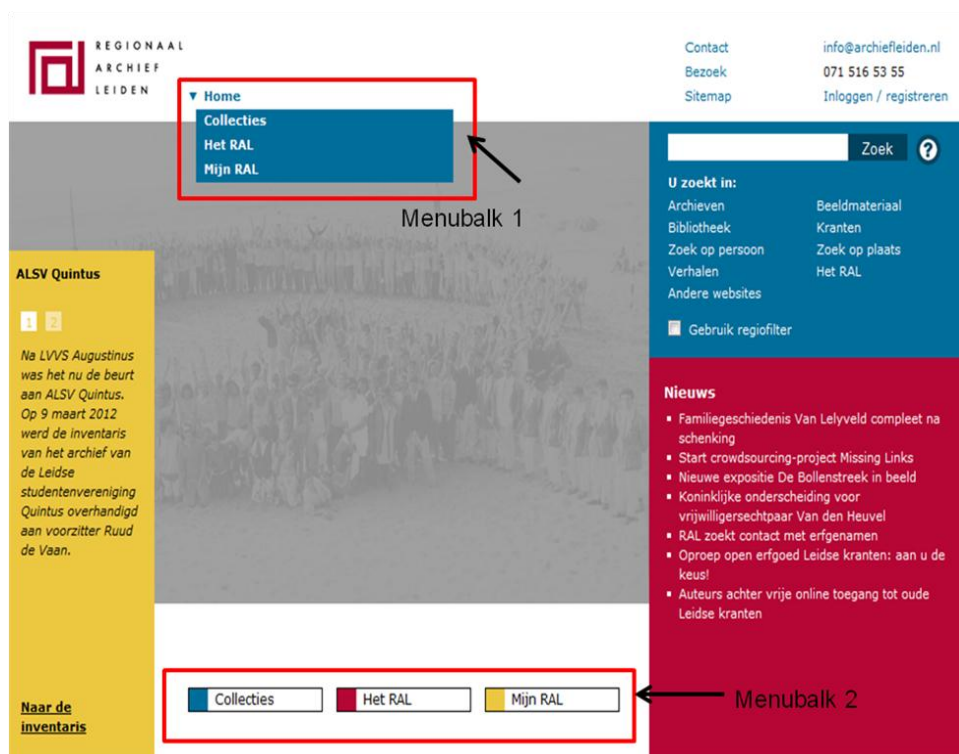 REGIONAAL
ARCHIEF
LEIDEN
▼ Home
Collecties
Het RAL
Mijn RAL
Menubalk 1
Contact
Bezoek
Sitemap
info@archiefleiden.nl
071 516 53 55
Inloggen / registreren
Zoek ?
U zoekt in:
Archieven
Bibliotheek
Zoek op persoon
Verhalen
Andere websites
Beeldmateriaal
Kranten
Zoek op plaats
Het RAL
Gebruik regiofilter
ALSV Quintus
1 2
Na LVVS Augustinus
was het nu de beurt
aan ALSV Quintus.
Op 9 maart 2012
werd de inventaris
van het archief van
de Leidse
studentenvereniging
Quintus overhandigd
aan voorzitter Ruud
de Vaan.
Naar de
inventaris
Nieuws
▪ Familiegeschiedenis Van Lelyveld compleet na
schenking
▪ Start crowdsourcing-project Missing Links
▪ Nieuwe expositie De Bollenstreek in beeld
▪ Koninklijke onderscheiding voor
vrijwilligersechtpaar Van den Heuvel
▪ RAL zoekt contact met erfgenamen
▪ Oproep open erfgoed Leidse kranten: aan u de
keus!
▪ Auteurs achter vrije online toegang tot oude
Leidse kranten
Collecties
Het RAL
Mijn RAL
Menubalk 2